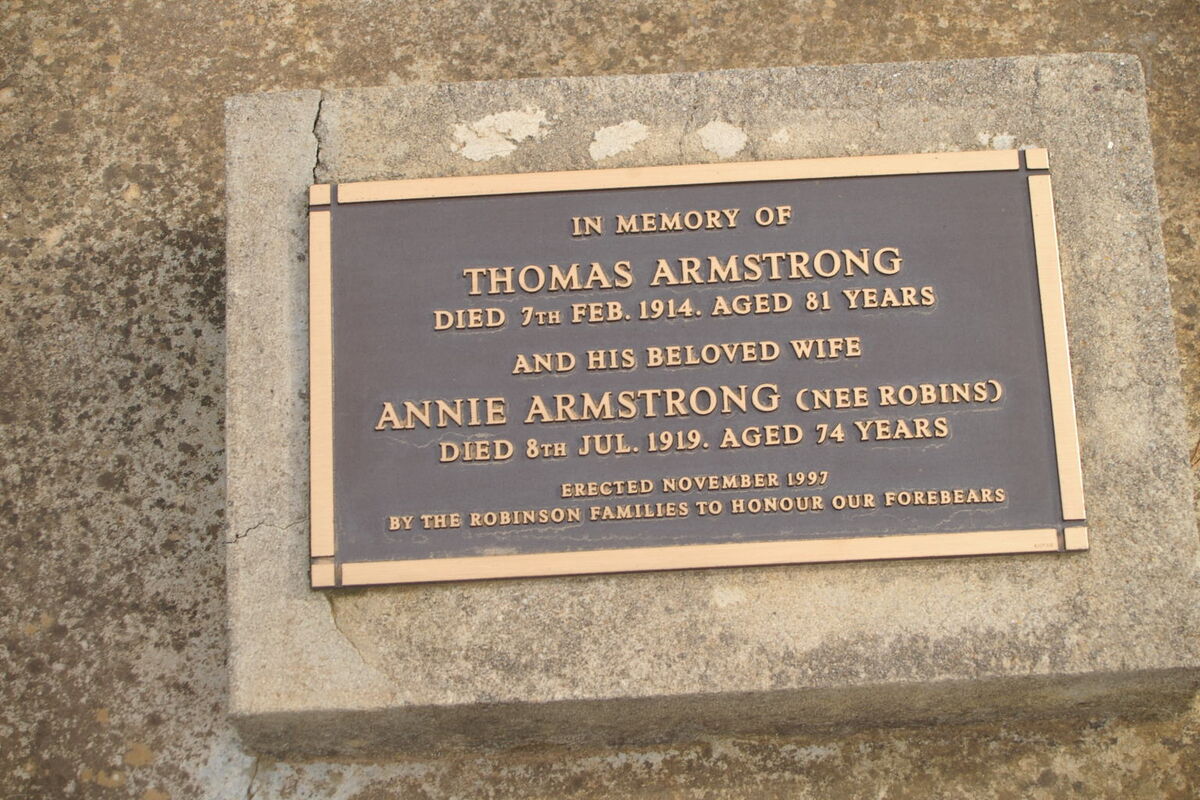 IN MEMORY OF
THOMAS ARMSTRONG
DIED 7TH FEB. 1914. AGED 81 YEARS
AND HIS BELOVED WIFE
ANNIE ARMSTRONG (NEE ROBINS)
DIED 8TH JUL. 1919. AGED 74 YEARS
ERECTED NOVEMBER 1997
BY THE ROBINSON FAMILIES TO HONOUR OUR FOREBEARS